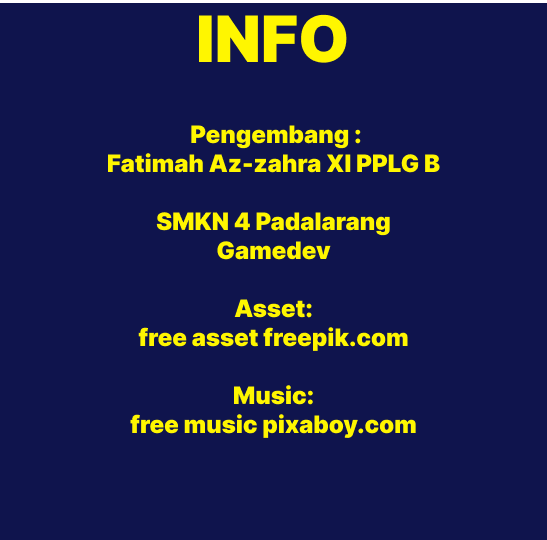 INFO
Pengembang :
Fatimah Az-zahra XI PPLG B
SMKN 4 Padalarang
Gamedev
Asset:
free asset freepik.com
Music:
free music pixaboy.com